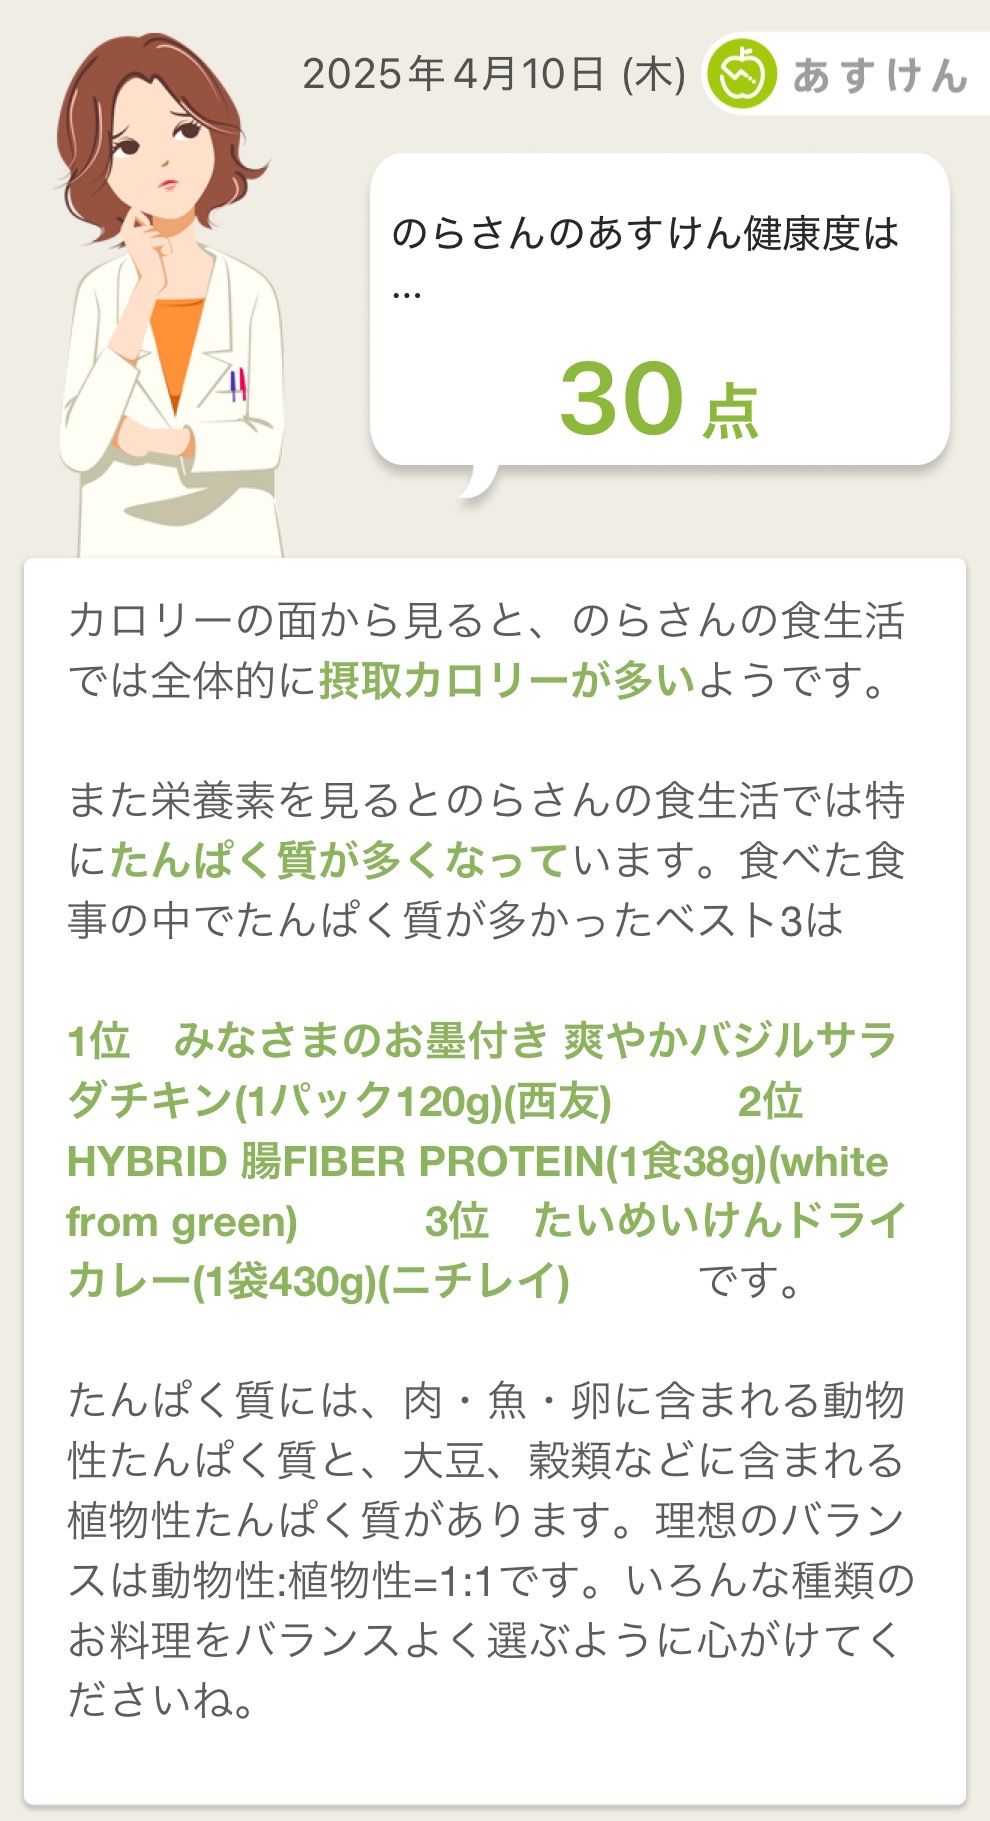 2025年4月10日 (木)
あすけん
のらさんのあすけん健康度は
...
30 点
カロリーの面から見ると、のらさんの食生活
では全体的に摂取カロリーが多いようです。
また栄養素を見るとのらさんの食生活では特
にたんぱく質が多くなっています。食べた食
事の中でたんぱく質が多かったベスト3は
1位　みなさまのお墨付き 爽やかバジルサラ
ダチキン(1パック120g)(西友)　　　2位
HYBRID 腸FIBER PROTEIN(1食38g)(white
from green)　　　3位　たいめいけんドライ
カレー(1袋430g)(ニチレイ)　　　です。
たんぱく質には、肉・魚・卵に含まれる動物
性たんぱく質と、大豆、穀類などに含まれる
植物性たんぱく質があります。理想のバラン
スは動物性:植物性=1:1です。いろんな種類の
お料理をバランスよく選ぶように心がけてく
ださいね。